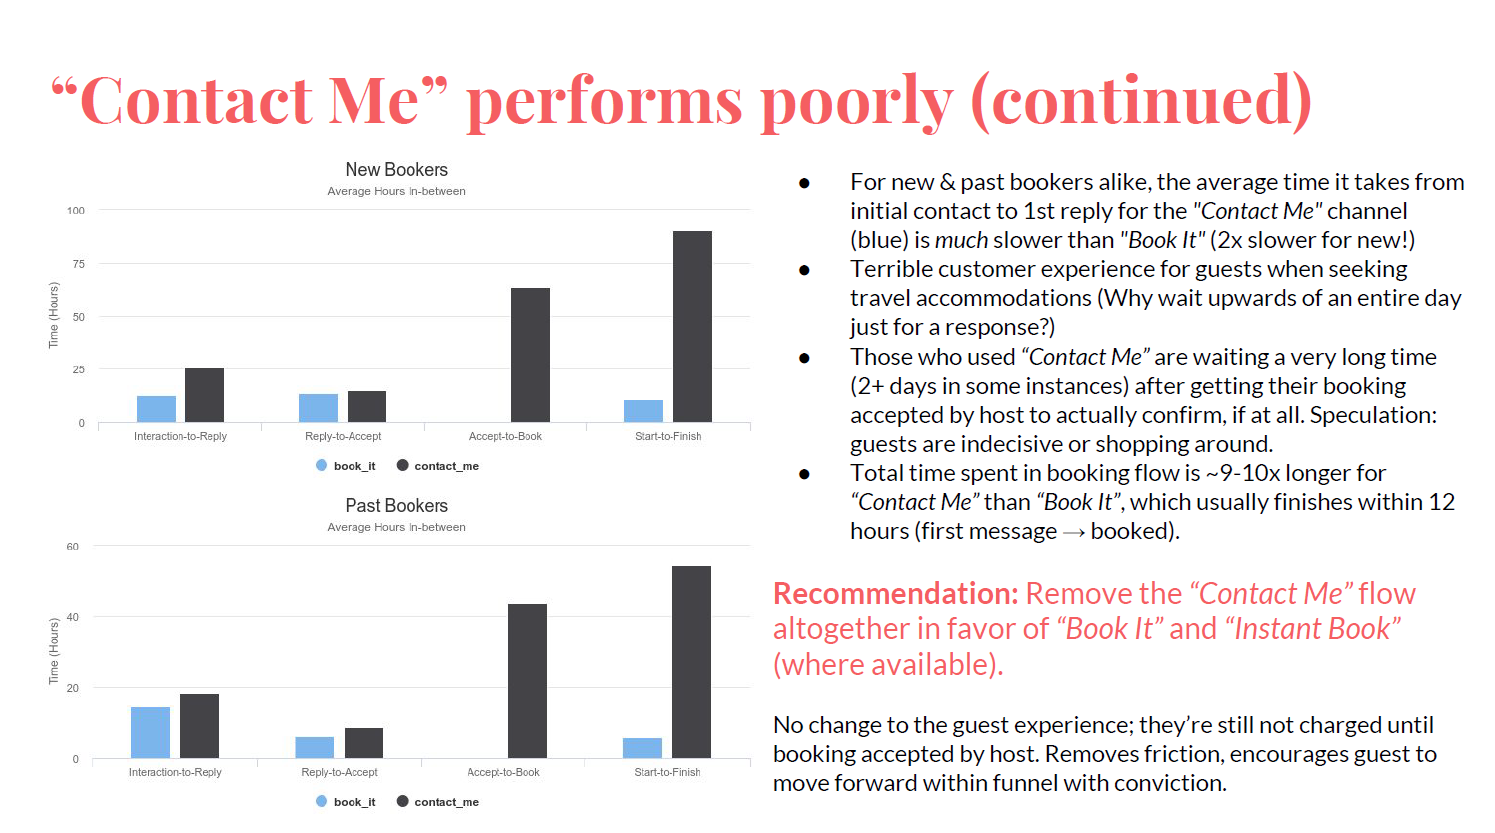 “Contact Me” performs poorly (continued)
New Bookers
Average Hours In-between
100
75
50
25
0
Time (Hours)
Interaction-to-Reply
Reply-to-Accept
Accept-to-Book
Start-to-Finish
book_it
contact_me
Past Bookers
Average Hours In-between
60
40
20
0
Time (Hours)
Interaction-to-Reply
Reply-to-Accept
Accept-to-Book
Start-to-Finish
book_it
contact_me
● For new & past bookers alike, the average time it takes from
initial contact to 1st reply for the "Contact Me" channel
(blue) is much slower than "Book It" (2x slower for new!)
● Terrible customer experience for guests when seeking
travel accommodations (Why wait upwards of an entire day
just for a response?)
● Those who used “Contact Me” are waiting a very long time
(2+ days in some instances) after getting their booking
accepted by host to actually confirm, if at all. Speculation:
guests are indecisive or shopping around.
● Total time spent in booking flow is ~9-10x longer for
“Contact Me” than “Book It”, which usually finishes within 12
hours (first message → booked).
Recommendation: Remove the “Contact Me” flow
altogether in favor of “Book It” and “Instant Book”
(where available).
No change to the guest experience; they’re still not charged until
booking accepted by host. Removes friction, encourages guest to
move forward within funnel with conviction.